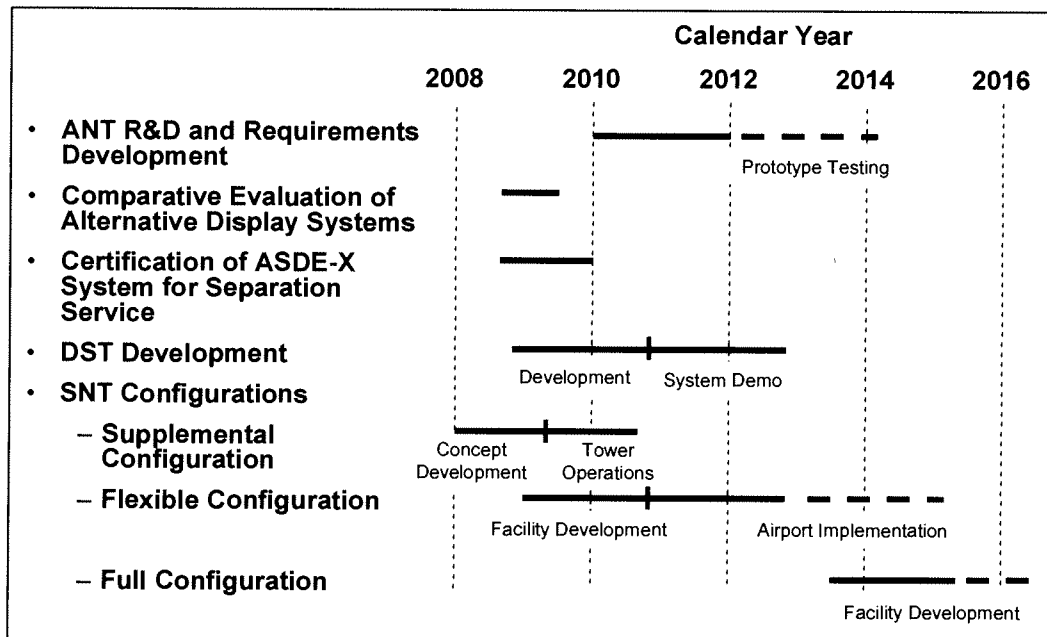 Calendar Year
2008 2010 2012 2014 2016
• ANT R&D and Requirements
Development
Prototype Testing
• Comparative Evaluation of
Alternative Display Systems
• Certification of ASDE-X
System for Separation
Service
• DST Development
Development System Demo
• SNT Configurations
– Supplemental
Configuration
Concept Tower
Development Operations
– Flexible Configuration
Facility Development Airport Implementation
– Full Configuration
Facility Development